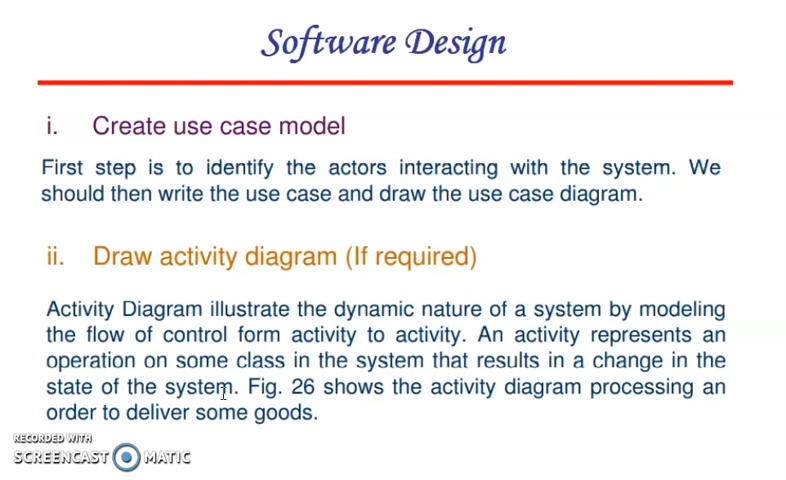 Software Design
i. Create use case model
First step is to identify the actors interacting with the system. We
should then write the use case and draw the use case diagram.
ii. Draw activity diagram (If required)
Activity Diagram illustrate the dynamic nature of a system by modeling
the flow of control form activity to activity. An activity represents an
operation on some class in the system that results in a change in the
state of the system. Fig. 26 shows the activity diagram processing an
order to deliver some goods.
RECORDED WITH
SCREENCAST MATIC